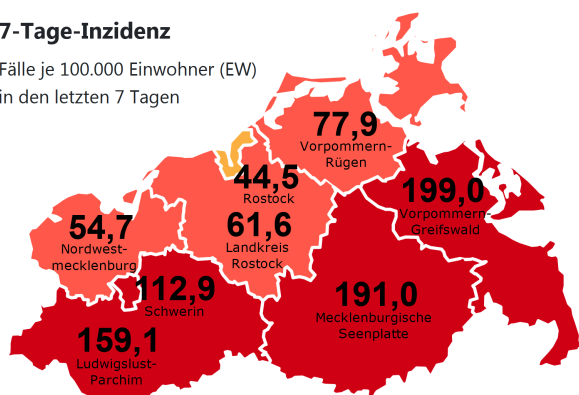 7-Tage-Inzidenz
Fälle je 100.000 Einwohner (EW)
in den letzten 7 Tagen
77,9
Vorpommern-
Rügen
44,5
Rostock
199,0
Vorpommern-
Greifswald
54,7
Nordwest-
mecklenburg
61,6
Landkreis
Rostock
112,9
Schwerin
191,0
Mecklenburgische
Seenplatte
159,1
Ludwigslust-
Parchim